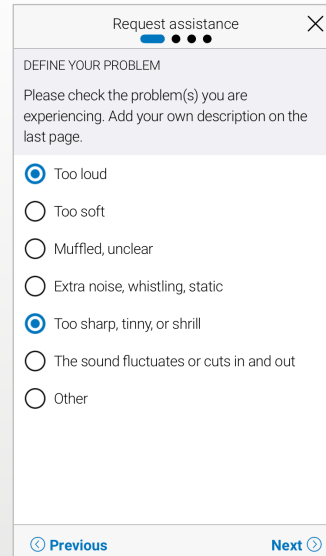 Request assistance
DEFINE YOUR PROBLEM
Please check the problem(s) you are
experiencing. Add your own description on the
last page.
Too loud
Too soft
Muffled, unclear
Extra noise, whistling, static
Too sharp, tinny, or shrill
The sound fluctuates or cuts in and out
Other
Previous Next